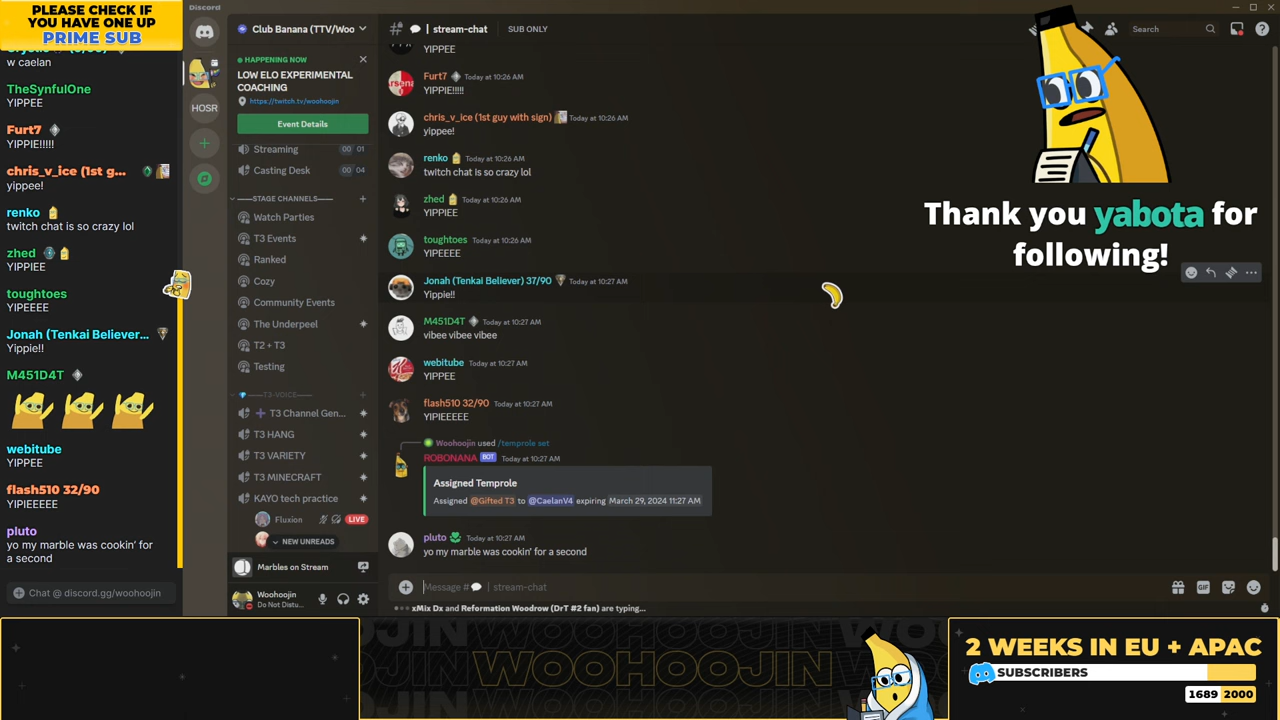 PLEASE CHECK IF
YOU HAVE ONE UP
PRIME SUB
w caelan
TheSynfulOne
YIPPEE
Furt7
YIPPIE!!!!!
chris_v_ice (1st g...
yippee!
renko
twitch chat is so crazy lol
zhed
YIPPIEE
toughtoes
YIPEEEE
Jonah (Tenkai Believer...
Yippie!!
M451D4T
webitube
YIPPEE
flash510 32/90
YIPIEEEEE
pluto
yo my marble was cookin’ for
a second
Chat @ discord.gg/woohoojin
Discord
HOSR
Club Banana (TTV/Woo
HAPPENING NOW
LOW ELO EXPERIMENTAL
COACHING
https://twitch.tv/woohoojin
Event Details
Streaming 00 01
Casting Desk 00 04
STAGE CHANNELS
Watch Parties
T3 Events
Ranked
Cozy
Community Events
The Underpeel
T2 + T3
Testing
T3-VOICE
T3 Channel Gen...
T3 HANG
T3 VARIETY
T3 MINECRAFT
KAYO tech practice
Fluxion LIVE
NEW UNREADS
Marbles on Stream
Woohoojin
Do Not Distu...
stream-chat SUB ONLY
Search
YIPPEE
Furt7 Today at 10:26 AM
YIPPIE!!!!!
chris_v_ice (1st guy with sign) Today at 10:26 AM
yippee!
renko Today at 10:26 AM
twitch chat is so crazy lol
zhed Today at 10:26 AM
YIPPIEE
toughtoes Today at 10:26 AM
YIPEEEE
Jonah (Tenkai Believer) 37/90 Today at 10:27 AM
Yippie!!
M451D4T Today at 10:27 AM
vibee vibee vibee
webitube Today at 10:27 AM
YIPPEE
flash510 32/90 Today at 10:27 AM
YIPIEEEEE
Woohoojin used /temprole set
ROBONANA BOT Today at 10:27 AM
Assigned Temprole
Assigned @Gifted T3 to @CaelanV4 expiring March 29, 2024 11:27 AM
pluto Today at 10:27 AM
yo my marble was cookin’ for a second
Message # | stream-chat
GIF
xMix Dx and Reformation Woodrow (DrT #2 fan) are typing...
Thank you yabota for
following!
WOOHOOJIN
2 WEEKS IN EU + APAC
SUBSCRIBERS
1689 2000